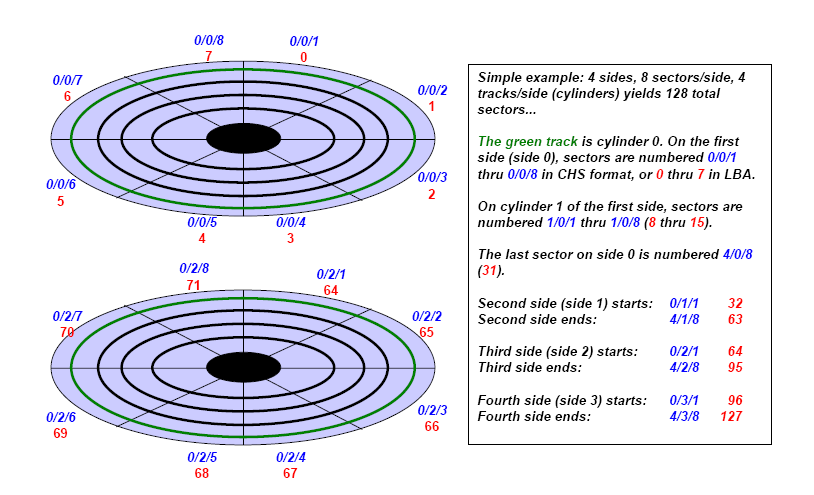 0/0/8
7
0/0/1
0
0/0/7
6
0/0/2
1
0/0/6
5
0/0/3
2
0/0/5
4
0/0/4
3
0/2/8
71
0/2/1
64
0/2/7
70
0/2/2
65
0/2/6
69
0/2/3
66
0/2/5
68
0/2/4
67
Simple example: 4 sides, 8 sectors/side, 4
tracks/side (cylinders) yields 128 total
sectors...
The green track is cylinder 0. On the first
side (side 0), sectors are numbered 0/0/1
thru 0/0/8 in CHS format, or 0 thru 7 in LBA.
On cylinder 1 of the first side, sectors are
numbered 1/0/1 thru 1/0/8 (8 thru 15).
The last sector on side 0 is numbered 4/0/8
(31).
Second side (side 1) starts: 0/1/1 32
Second side ends: 4/1/8 63
Third side (side 2) starts: 0/2/1 64
Third side ends: 4/2/8 95
Fourth side (side 3) starts: 0/3/1 96
Fourth side ends: 4/3/8 127